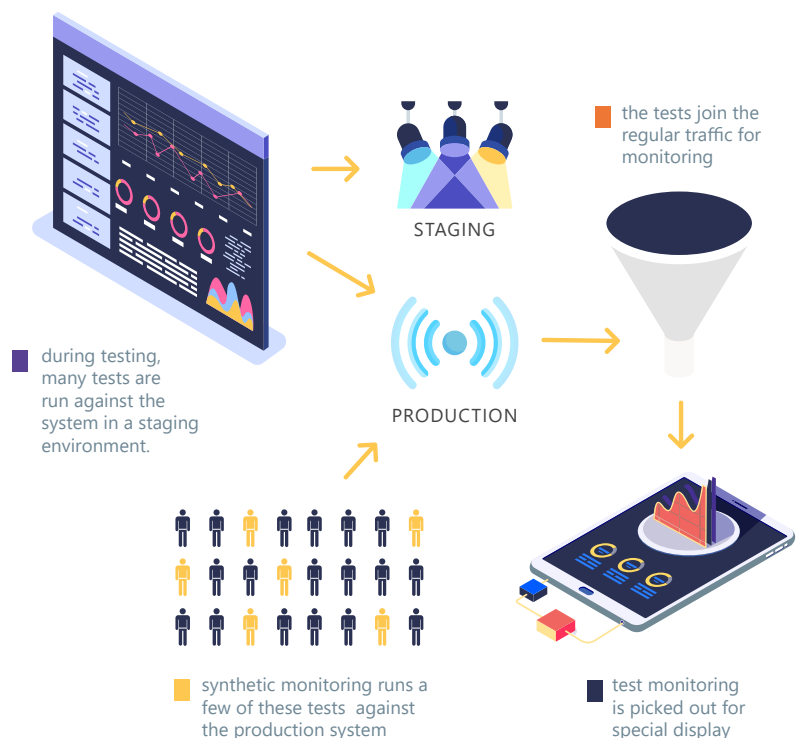 the tests join the
regular traffic for
monitoring
STAGING
during testing,
many tests are
run against the
system in a staging
environment.
PRODUCTION
synthetic monitoring runs a
few of these tests  against
the production system
test monitoring
is picked out for
special display